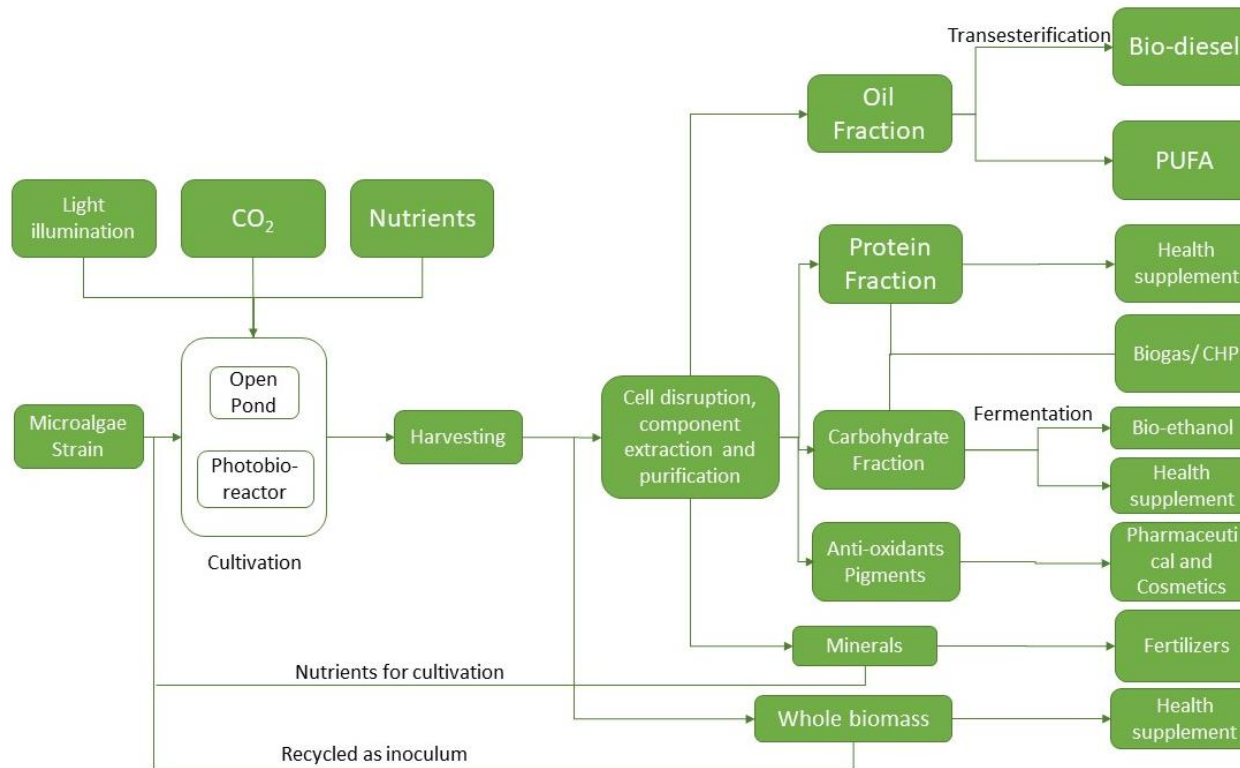 Light
illumination
CO₂
Nutrients
Microalgae
Strain
Open
Pond
Photobio-
reactor
Cultivation
Harvesting
Cell disruption,
component
extraction and
purification
Oil
Fraction
Transesterification
Bio-diesel
PUFA
Protein
Fraction
Health
supplement
Biogas/ CHP
Carbohydrate
Fraction
Fermentation
Bio-ethanol
Health
supplement
Anti-oxidants
Pigments
Pharmaceuti
cal and
Cosmetics
Minerals
Fertilizers
Nutrients for cultivation
Whole biomass
Health
supplement
Recycled as inoculum